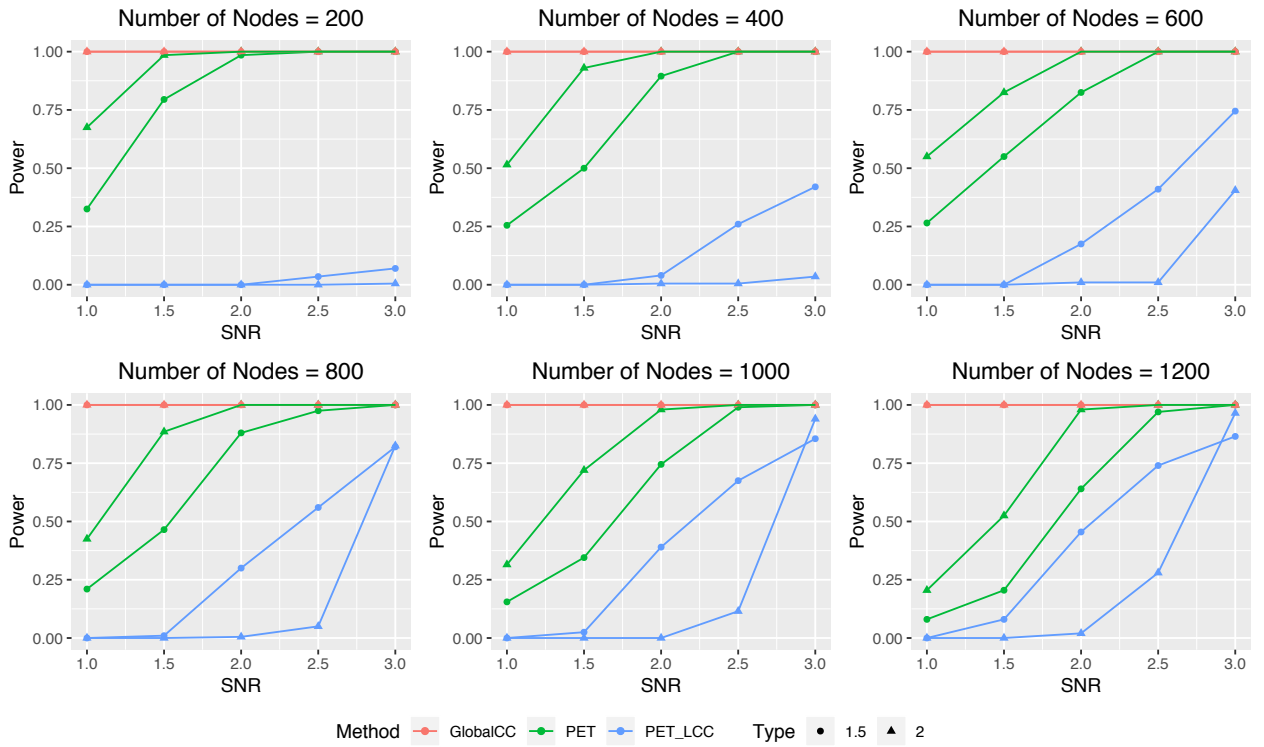 Number of Nodes = 200
Number of Nodes = 400
Number of Nodes = 600
1.00
0.75
0.50
0.25
0.00
Power
1.0 1.5 2.0 2.5 3.0
SNR
1.00
0.75
0.50
0.25
0.00
Power
1.0 1.5 2.0 2.5 3.0
SNR
1.00
0.75
0.50
0.25
0.00
Power
1.0 1.5 2.0 2.5 3.0
SNR
Number of Nodes = 800
Number of Nodes = 1000
Number of Nodes = 1200
1.00
0.75
0.50
0.25
0.00
Power
1.0 1.5 2.0 2.5 3.0
SNR
1.00
0.75
0.50
0.25
0.00
Power
1.0 1.5 2.0 2.5 3.0
SNR
1.00
0.75
0.50
0.25
0.00
Power
1.0 1.5 2.0 2.5 3.0
SNR
Method GlobalCC PET PET_LCC Type 1.5 2